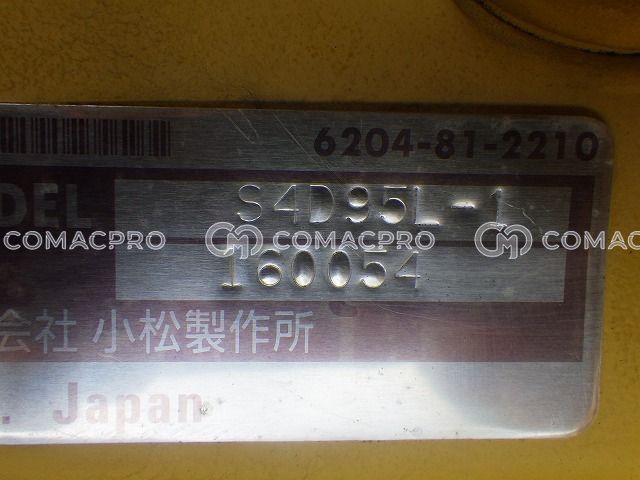 6204-81-2210
DEL S4D95L-1
COMACPRO COMACPRO COMACPRO
160054
会社 小松製作所
. Japan